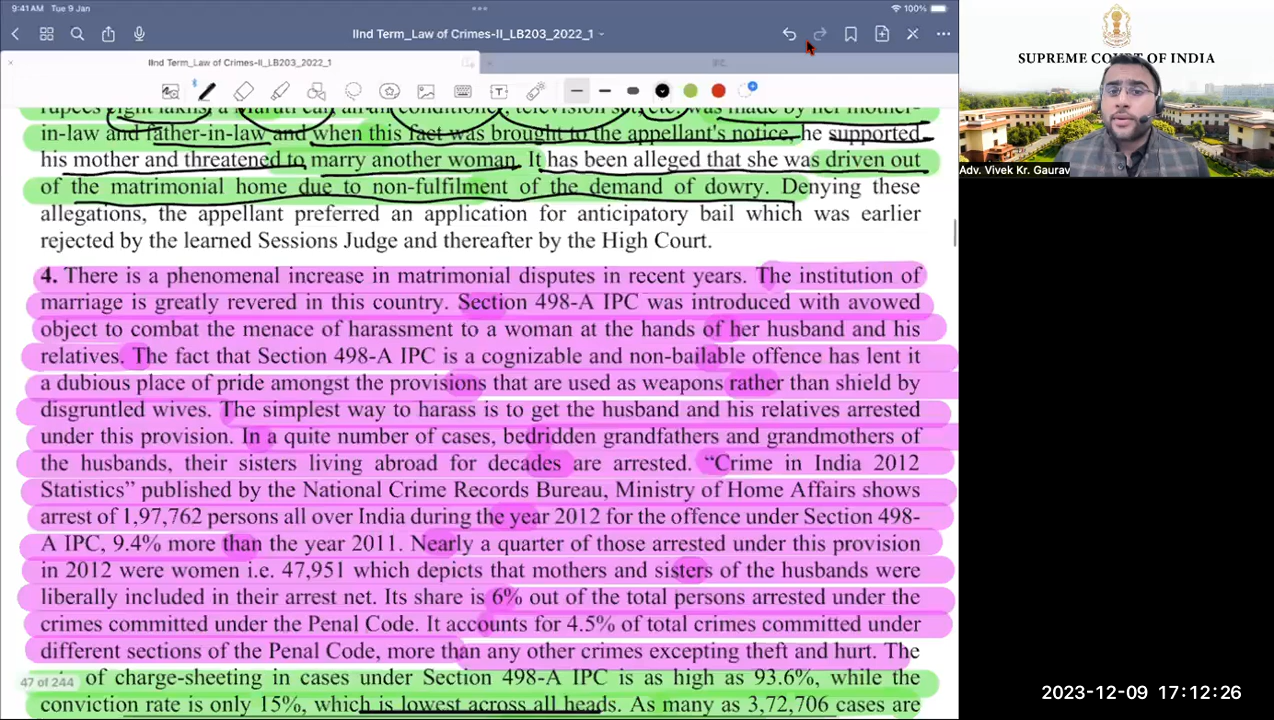 9:41 AM Tue 9 Jan
100%
IInd Term_Law of Crimes-II_LB203_2022_1
IInd Term_Law of Crimes-II_LB203_2022_1
SUPREME COURT OF INDIA
Adv. Vivek Kr. Gaurav
in-law and father-in-law and when this fact was brought to the appellant's notice, he supported
his mother and threatened to marry another woman. It has been alleged that she was driven out
of the matrimonial home due to non-fulfilment of the demand of dowry. Denying these
allegations, the appellant preferred an application for anticipatory bail which was earlier
rejected by the learned Sessions Judge and thereafter by the High Court.
4. There is a phenomenal increase in matrimonial disputes in recent years. The institution of
marriage is greatly revered in this country. Section 498-A IPC was introduced with avowed
object to combat the menace of harassment to a woman at the hands of her husband and his
relatives. The fact that Section 498-A IPC is a cognizable and non-bailable offence has lent it
a dubious place of pride amongst the provisions that are used as weapons rather than shield by
disgruntled wives. The simplest way to harass is to get the husband and his relatives arrested
under this provision. In a quite number of cases, bedridden grandfathers and grandmothers of
the husbands, their sisters living abroad for decades are arrested. “Crime in India 2012
Statistics” published by the National Crime Records Bureau, Ministry of Home Affairs shows
arrest of 1,97,762 persons all over India during the year 2012 for the offence under Section 498-
A IPC, 9.4% more than the year 2011. Nearly a quarter of those arrested under this provision
in 2012 were women i.e. 47,951 which depicts that mothers and sisters of the husbands were
liberally included in their arrest net. Its share is 6% out of the total persons arrested under the
crimes committed under the Penal Code. It accounts for 4.5% of total crimes committed under
different sections of the Penal Code, more than any other crimes excepting theft and hurt. The
of charge-sheeting in cases under Section 498-A IPC is as high as 93.6%, while the
conviction rate is only 15%, which is lowest across all heads. As many as 3,72,706 cases are
47 of 244
2023-12-09 17:12:26